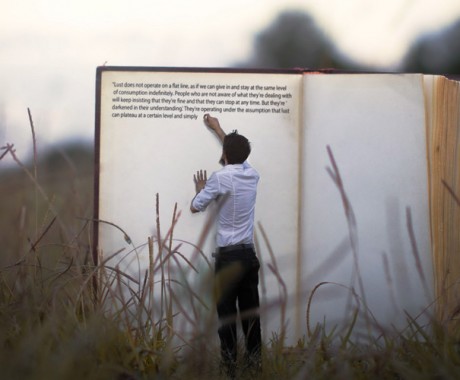 "Lust does not operate on a flat line, as if we can give in and stay at the same level
of consumption indefinitely. People who are not aware of what they're dealing with
will keep insisting that they're fine and that they can stop at any time. But they're '
darkened in their understanding.' They're operating under the assumption that lust
can plateau at a certain level and simply